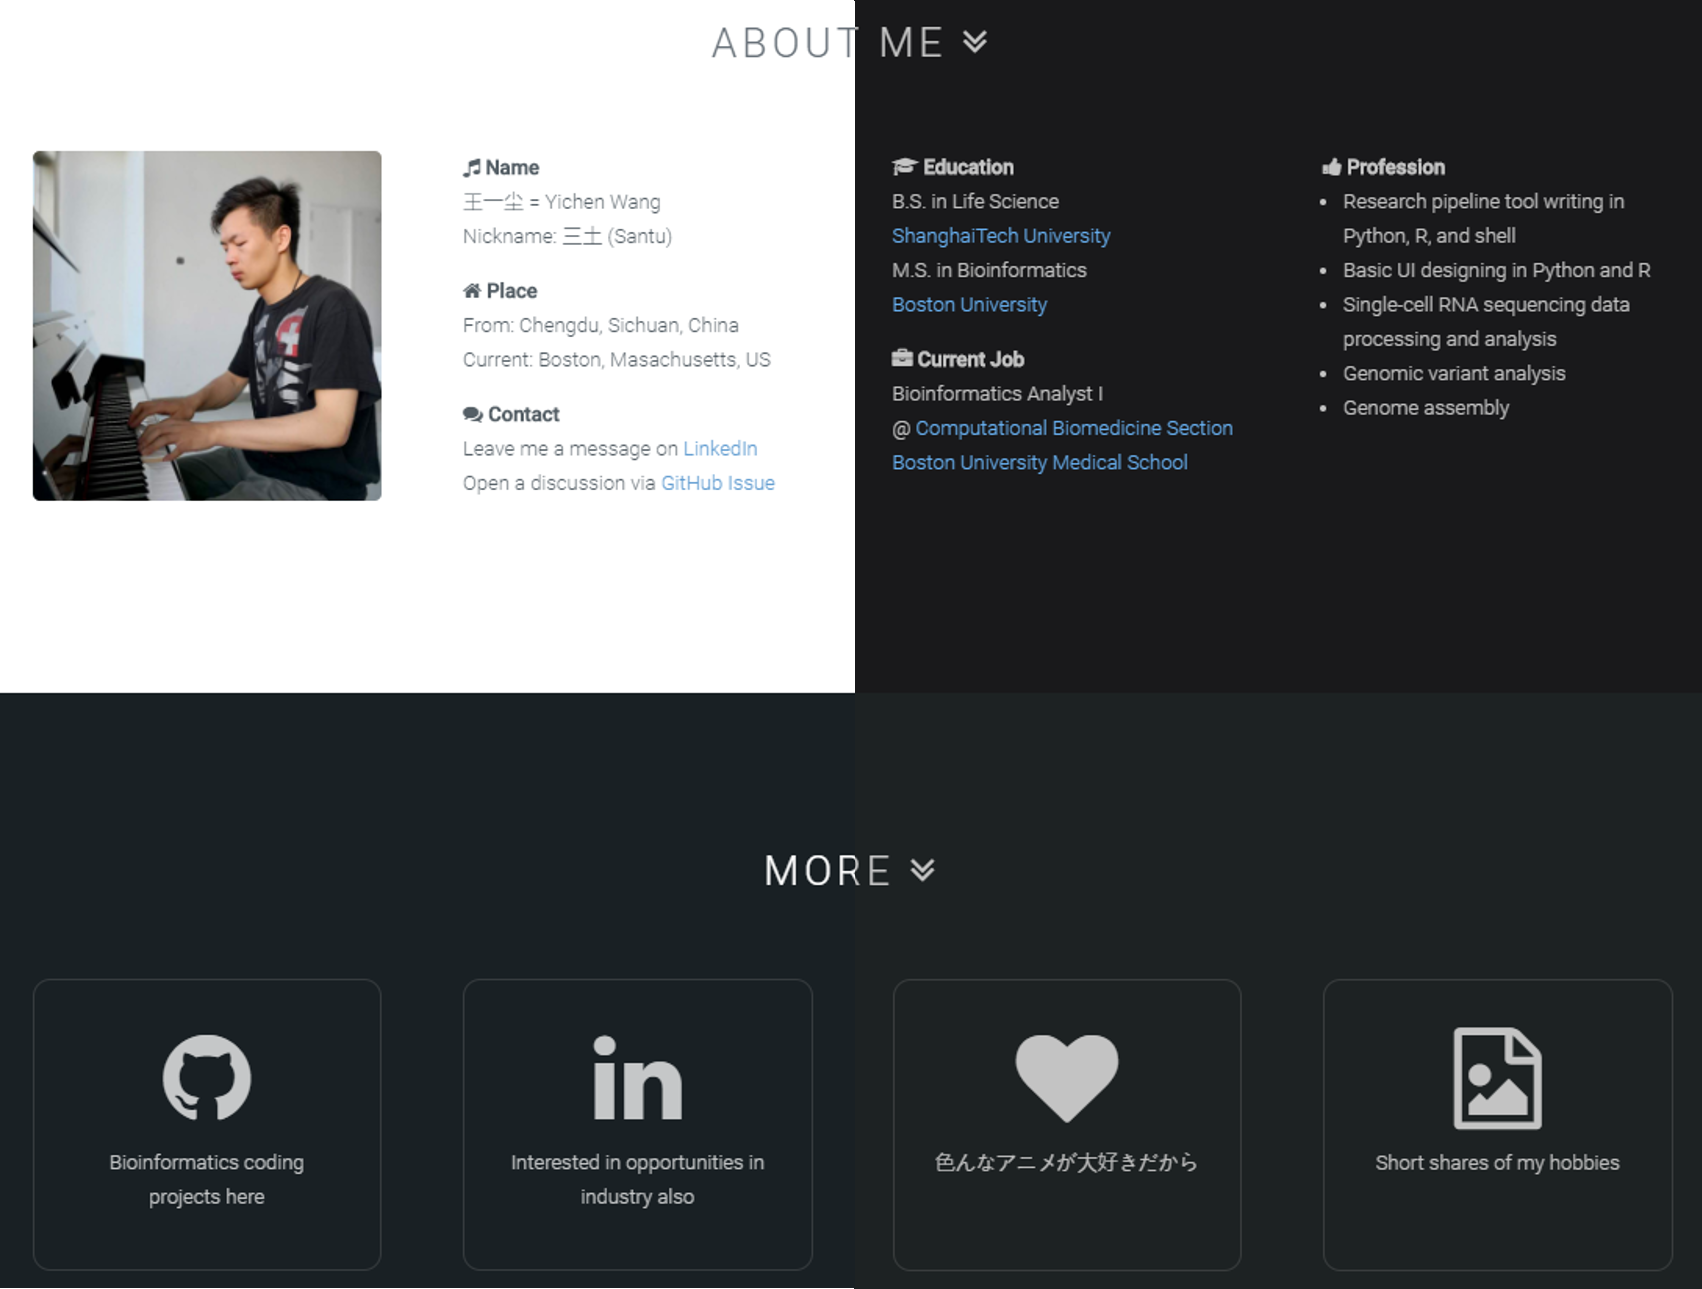 ABOUT ME
Name
王一尘 = Yichen Wang
Nickname: 三土 (Santu)
Place
From: Chengdu, Sichuan, China
Current: Boston, Masachusetts, US
Contact
Leave me a message on LinkedIn
Open a discussion via GitHub Issue
Education
B.S. in Life Science
ShanghaiTech University
M.S. in Bioinformatics
Boston University
Current Job
Bioinformatics Analyst I
@ Computational Biomedicine Section
Boston University Medical School
Profession
• Research pipeline tool writing in
Python, R, and shell
• Basic UI designing in Python and R
• Single-cell RNA sequencing data
processing and analysis
• Genomic variant analysis
• Genome assembly
MORE
Bioinformatics coding
projects here
in
Interested in opportunities in
industry also
色んなアニメが大好きだから
Short shares of my hobbies